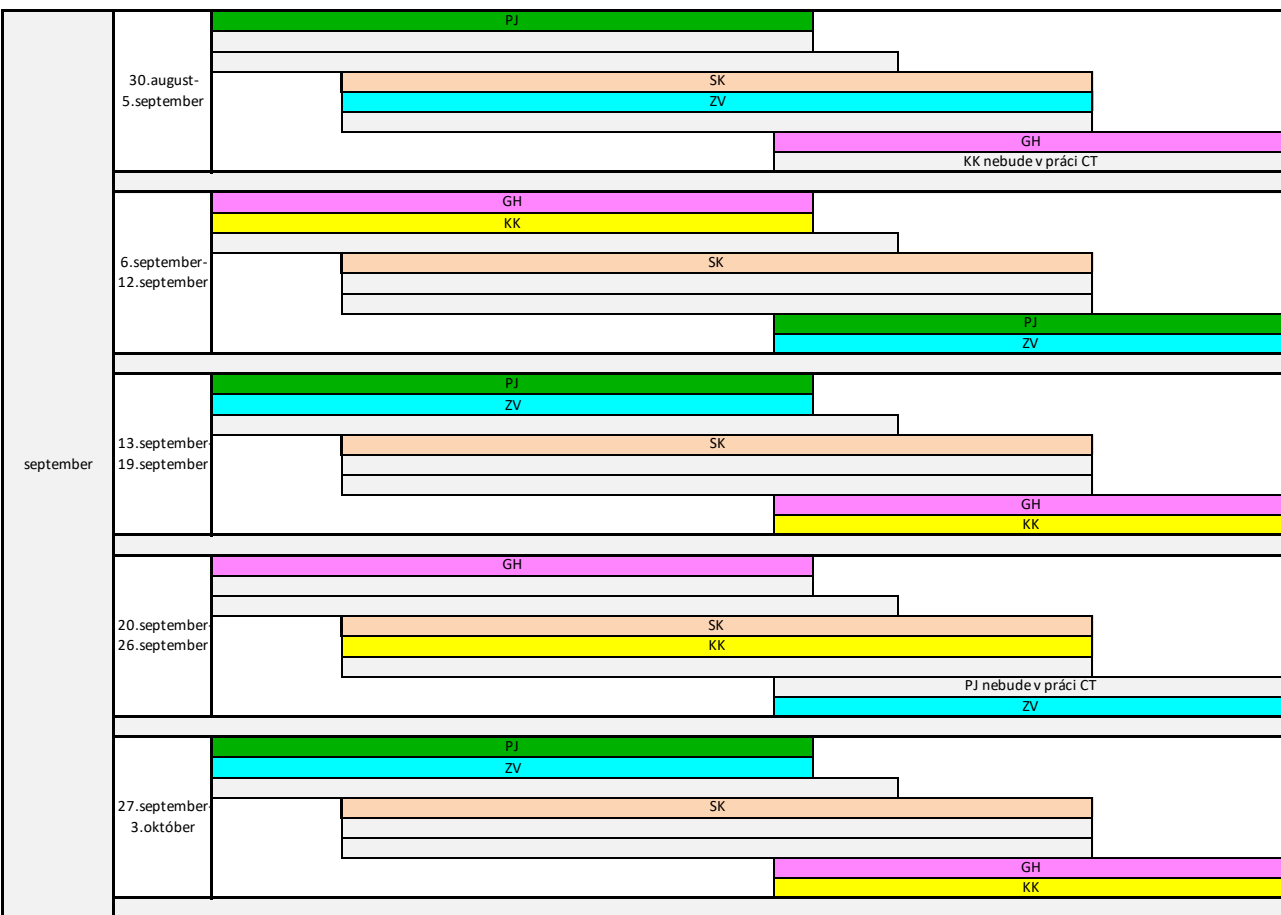 september
30.august-
5.september
PJ
SK
ZV
GH
KK nebude v práci CT
6.september-
12.september
GH
KK
SK
PJ
ZV
13.september-
19.september
PJ
ZV
SK
GH
KK
20.september-
26.september
GH
SK
KK
PJ nebude v práci CT
ZV
27.september-
3.október
PJ
ZV
SK
GH
KK